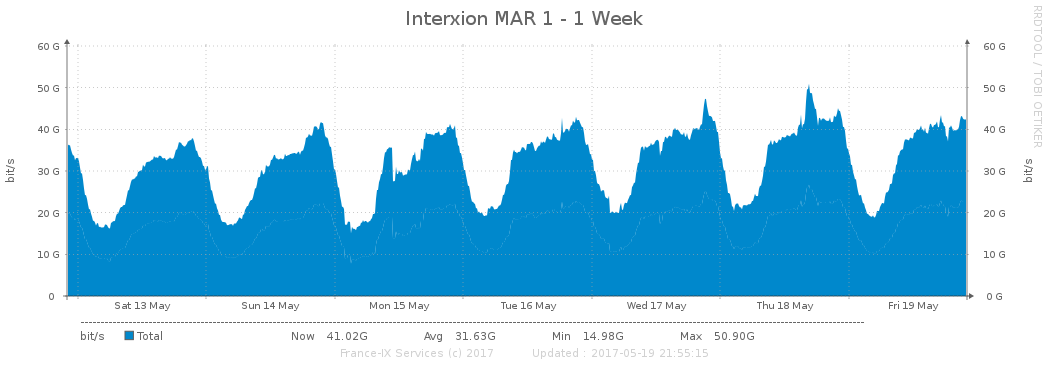 Interxion MAR 1 - 1 Week
RRDTOOL / TOBI OETIKER
60 G 60 G
50 G 50 G
40 G 40 G
30 G 30 G
20 G 20 G
10 G 10 G
0 0 G
bit/s bit/s
Sat 13 May Sun 14 May Mon 15 May Tue 16 May Wed 17 May Thu 18 May Fri 19 May
bit/s Total Now 41.02G Avg 31.63G Min 14.98G Max 50.90G
France-IX Services (c) 2017 Updated : 2017-05-19 21:55:15